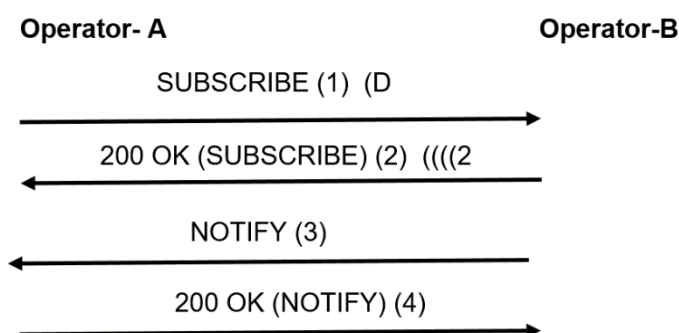 Operator- A Operator-B
SUBSCRIBE (1) (D
200 OK (SUBSCRIBE) (2) ((((2
NOTIFY (3)
200 OK (NOTIFY) (4)